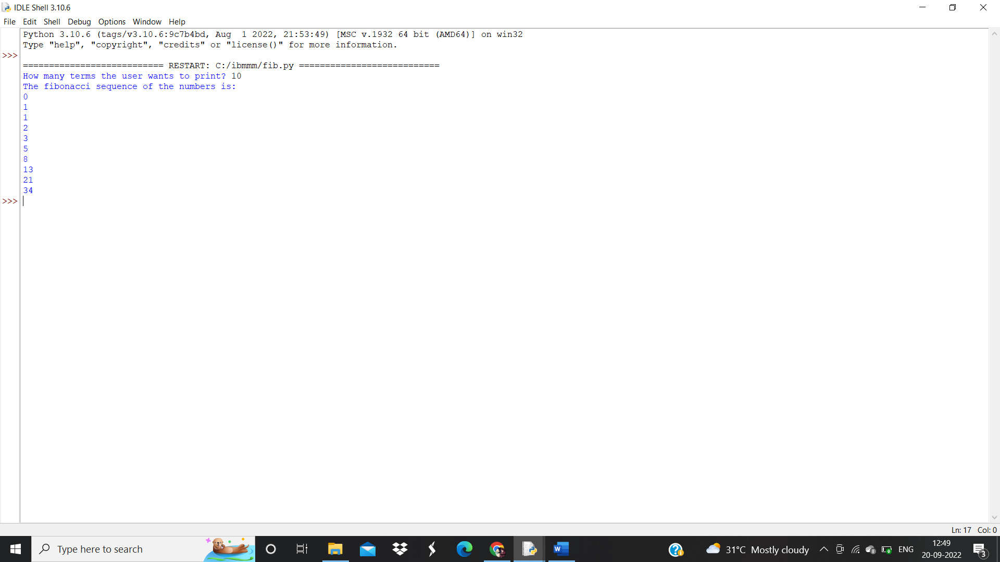 IDLE Shell 3.10.6
File Edit Shell Debug Options Window Help
Python 3.10.6 (tags/v3.10.6:9c7b4bd, Aug  1 2022, 21:53:49) [MSC v.1932 64 bit (AMD64)] on win32
Type "help", "copyright", "credits" or "license()" for more information.
>>>
=========================== RESTART: C:/ibmmm/fib.py ===========================
How many terms the user wants to print? 10
The fibonacci sequence of the numbers is:
0
1
1
2
3
5
8
13
21
34
>>>
Ln: 17 Col: 0
Type here to search
W
31°C Mostly cloudy
ENG
12:49
20-09-2022
3